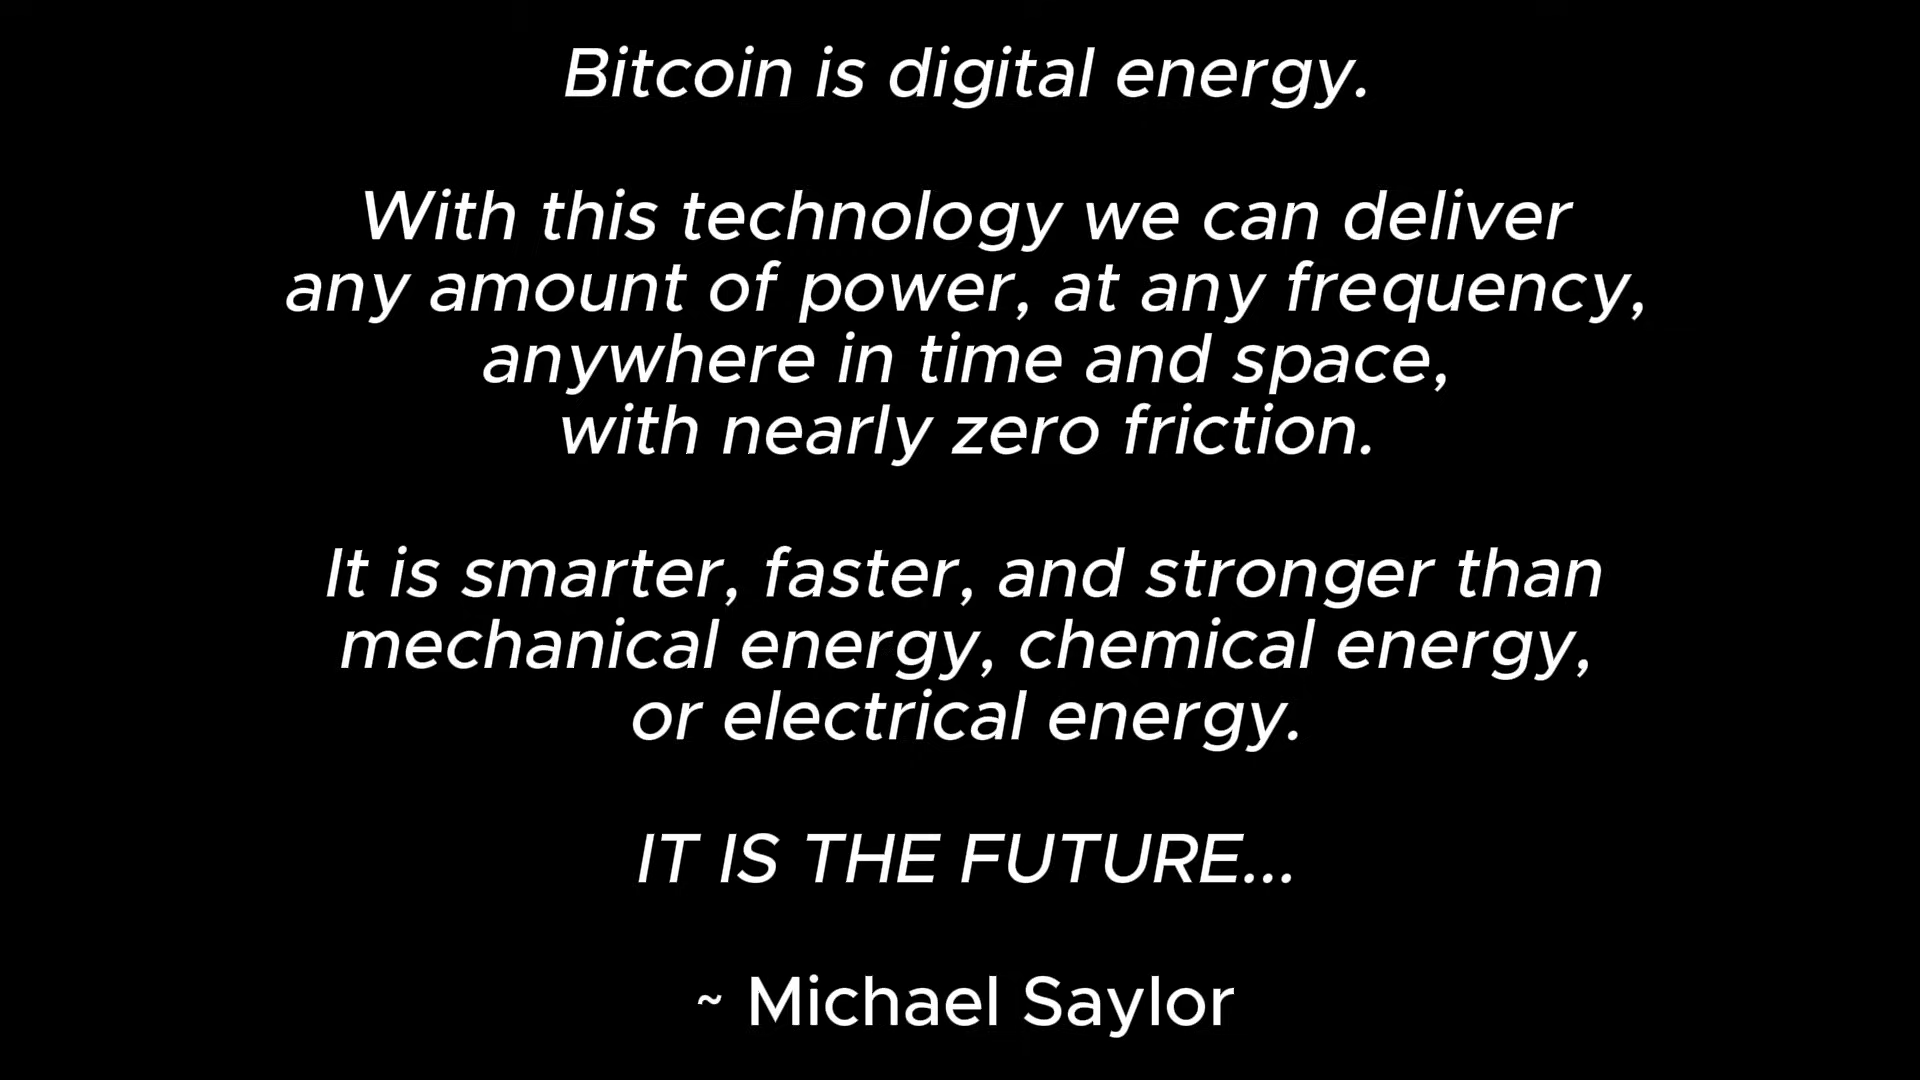 Bitcoin is digital energy.
With this technology we can deliver
any amount of power, at any frequency,
anywhere in time and space,
with nearly zero friction.
It is smarter, faster, and stronger than
mechanical energy, chemical energy,
or electrical energy.
IT IS THE FUTURE...
~ Michael Saylor